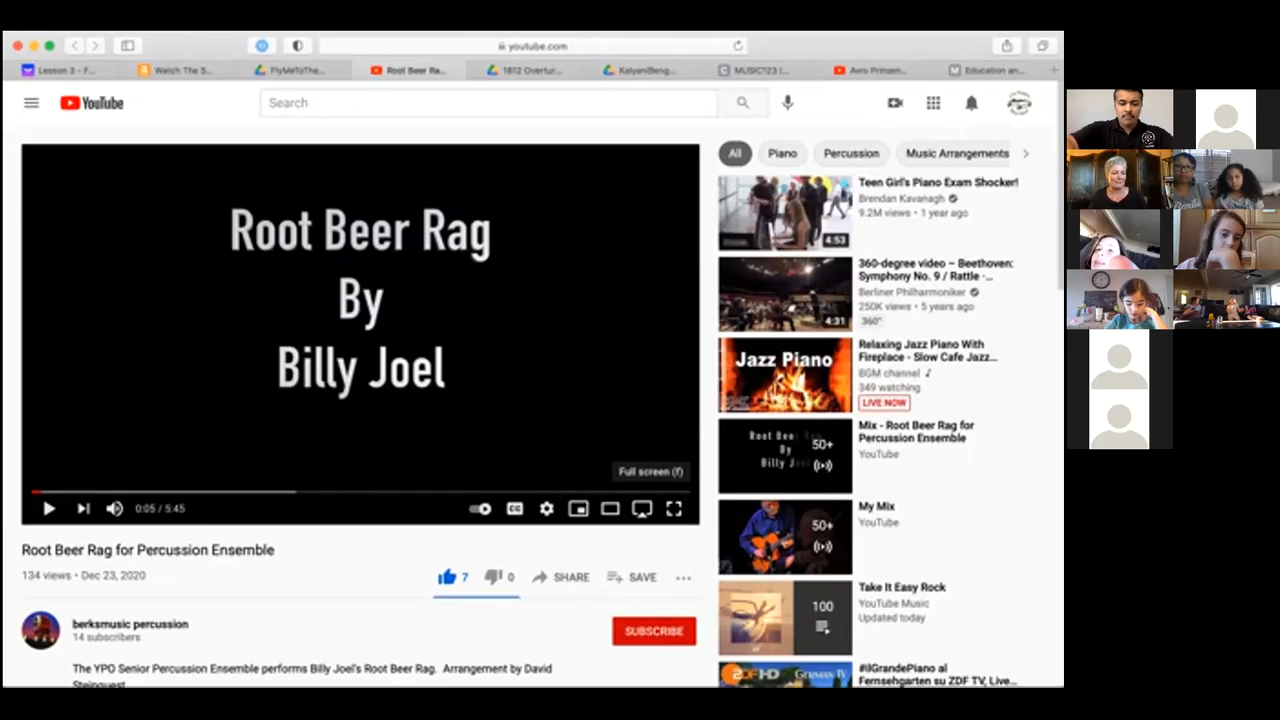 youtube.com
Lesson 3 - F...
Watch The S...
FlyMeToThe...
Root Beer Ra...
1812 Overtur...
KalyaniBeng...
MUSIC123 (...
Avro Prinsen...
Education an...
YouTube
Search
Root Beer Rag
By
Billy Joel
Full screen (f)
0:05 / 5:45
CC
Root Beer Rag for Percussion Ensemble
134 views • Dec 23, 2020
7
0
SHARE
SAVE
berksmusic percussion
14 subscribers
SUBSCRIBE
The YPO Senior Percussion Ensemble performs Billy Joel's Root Beer Rag. Arrangement by David
Steinquest
All
Piano
Percussion
Music Arrangements
4:53
Teen Girl's Piano Exam Shocker!
Brendan Kavanagh
9.2M views • 1 year ago
4:31
360-degree video – Beethoven:
Symphony No. 9 / Rattle ·...
Berliner Philharmoniker
250K views • 5 years ago
360°
Jazz Piano
Relaxing Jazz Piano With
Fireplace - Slow Cafe Jazz...
BGM channel
349 watching
LIVE NOW
Root Bee
By
Billy J
50+
Mix - Root Beer Rag for
Percussion Ensemble
YouTube
50+
My Mix
YouTube
100
Take It Easy Rock
YouTube Music
Updated today
ZDF HD
GERMAN TV
#ilGrandePiano al
Fernsehgarten su ZDF TV, Live...